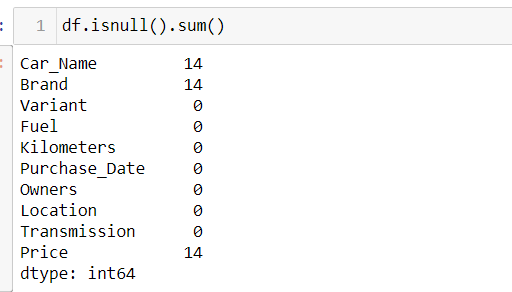 1 df.isnull().sum()
Car_Name 14
Brand 14
Variant 0
Fuel 0
Kilometers 0
Purchase_Date 0
Owners 0
Location 0
Transmission 0
Price 14
dtype: int64